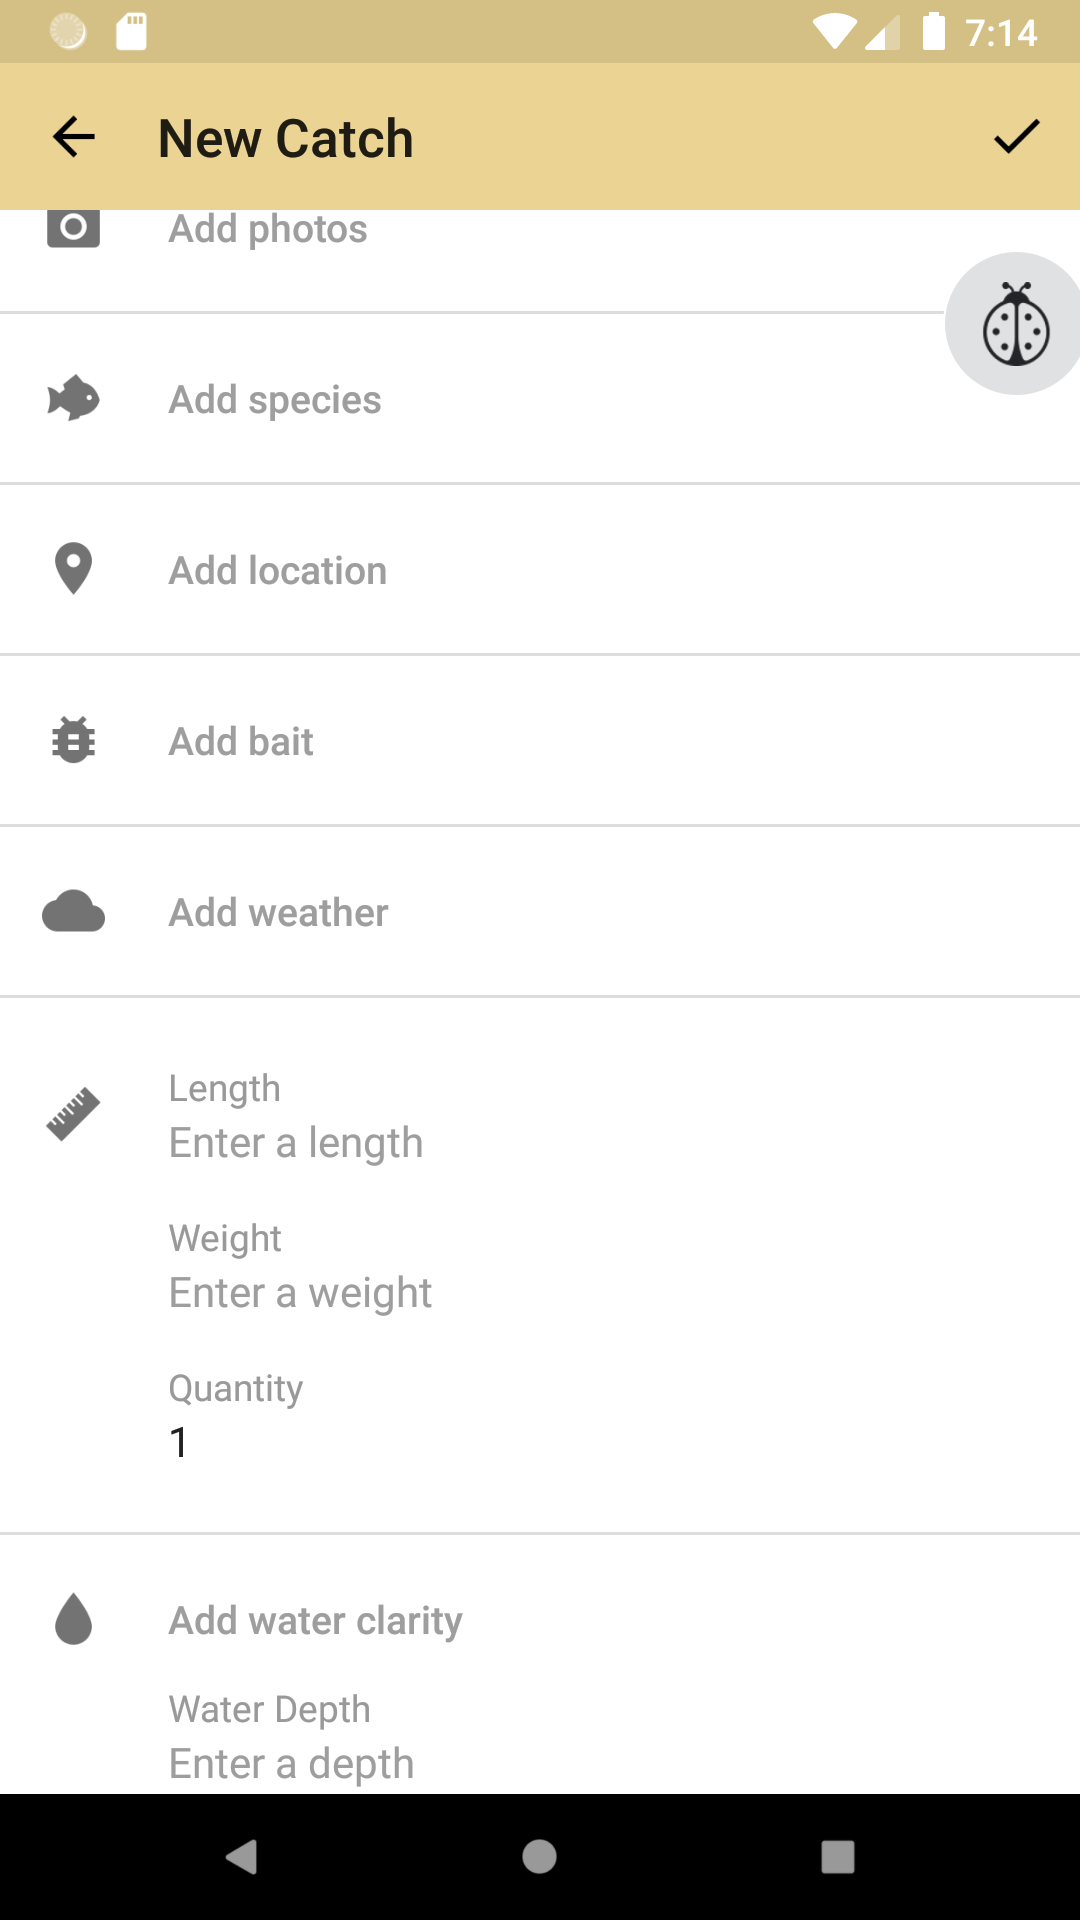 7:14
New Catch
Add photos
Add species
Add location
Add bait
Add weather
Length
Enter a length
Weight
Enter a weight
Quantity
1
Add water clarity
Water Depth
Enter a depth